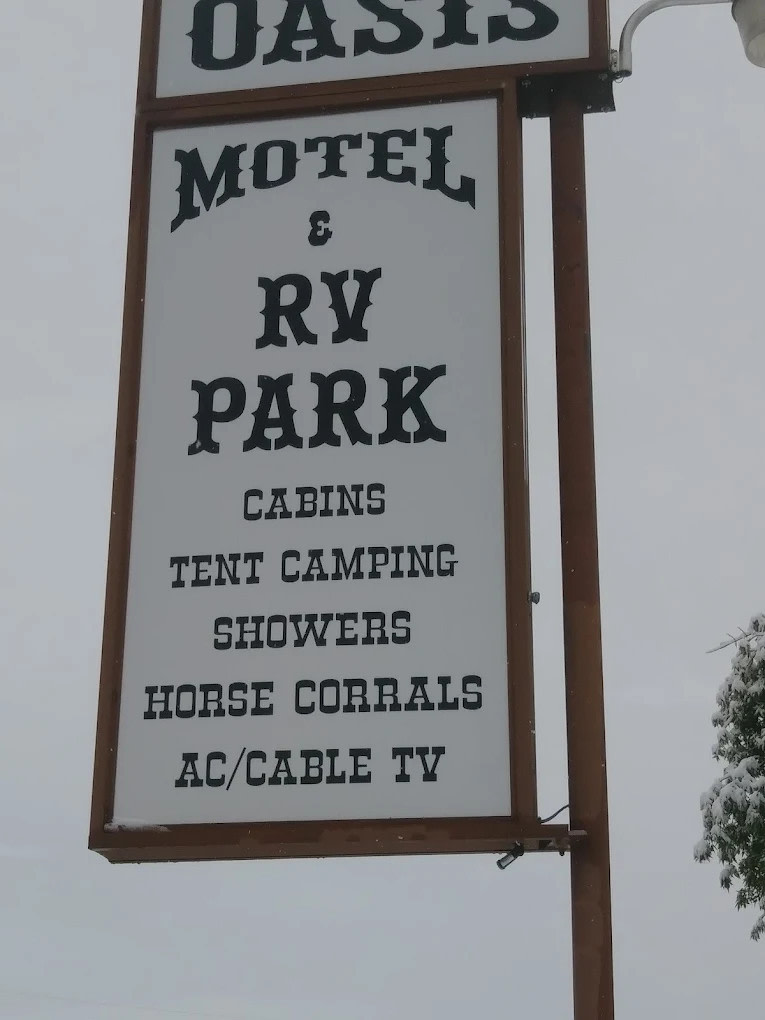 OASIS
MOTEL
&
RV
PARK
CABINS
TENT CAMPING
SHOWERS
HORSE CORRALS
AC/CABLE TV